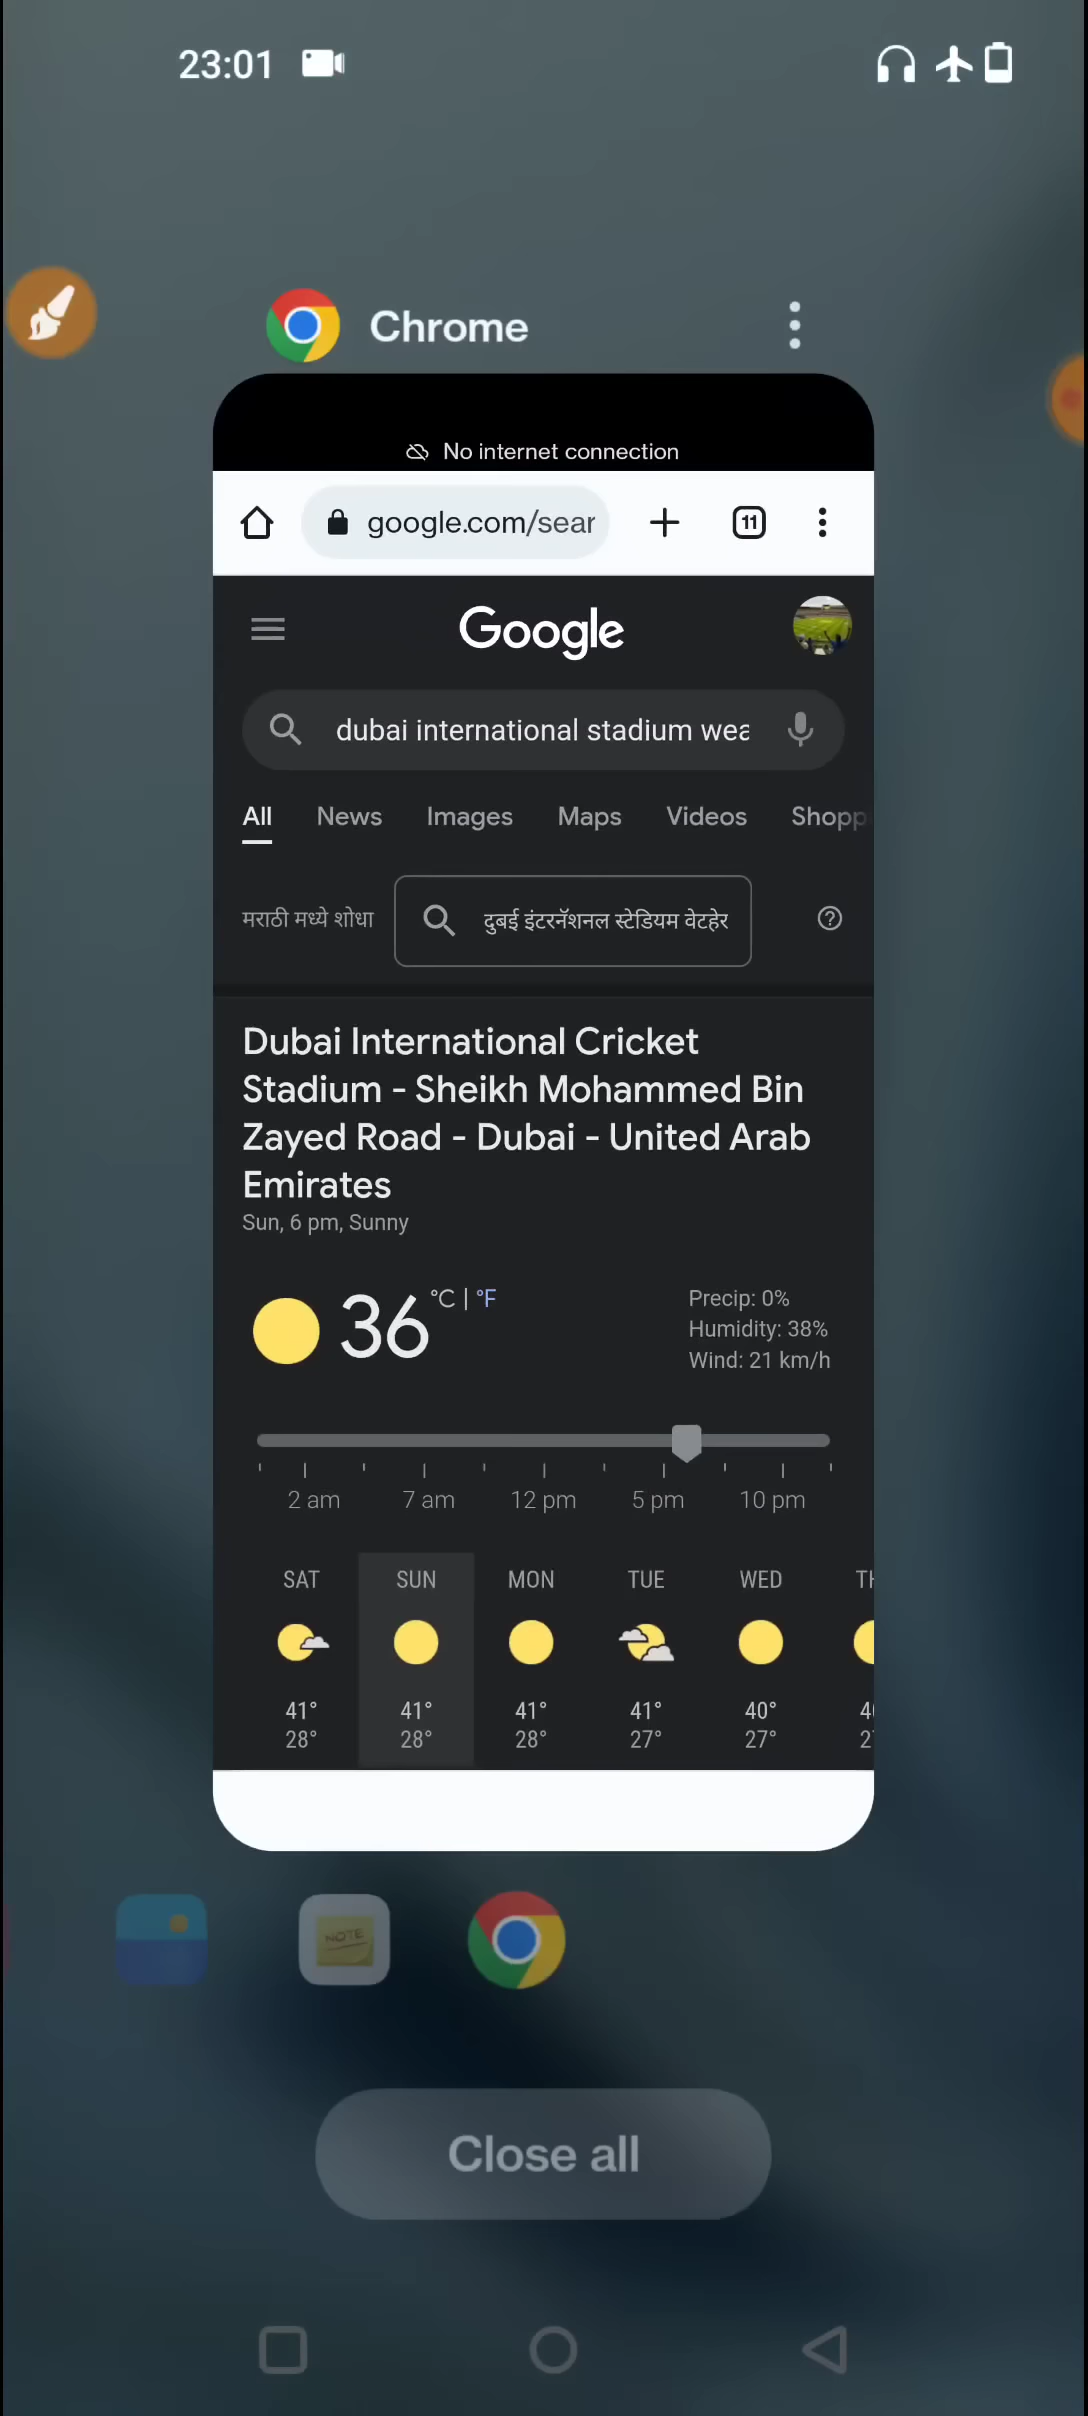 23:01
Chrome
No internet connection
google.com/sear
11
Google
dubai international stadium wea
All News Images Maps Videos Shopp
मराठी मध्ये शोधा
दुबई इंटरनॅशनल स्टेडियम वेटहेर
Dubai International Cricket
Stadium - Sheikh Mohammed Bin
Zayed Road - Dubai - United Arab
Emirates
Sun, 6 pm, Sunny
36 °C | °F
Precip: 0%
Humidity: 38%
Wind: 21 km/h
2 am 7 am 12 pm 5 pm 10 pm
SAT SUN MON TUE WED TH
41° 41° 41° 41° 40° 40
28° 28° 28° 27° 27° 2
NOTE
Close all